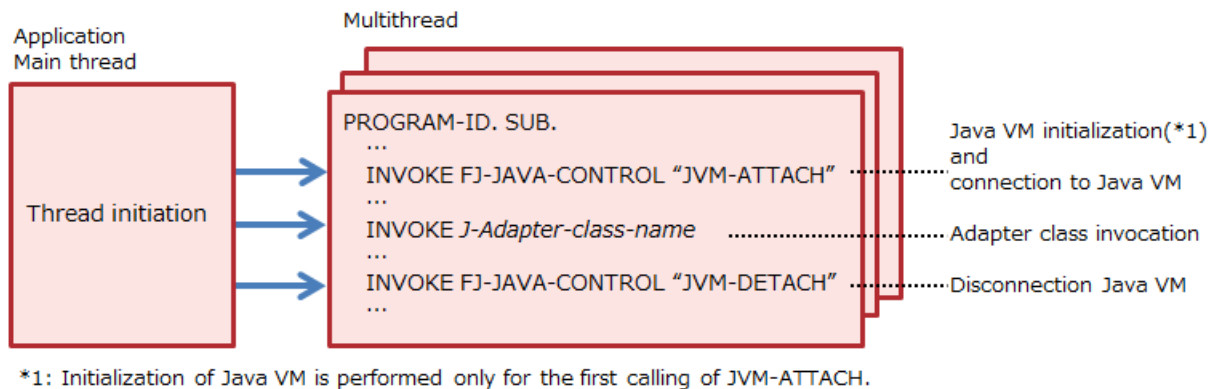 Application
Main thread
Thread initiation
Multithread
PROGRAM-ID. SUB.
...
INVOKE FJ-JAVA-CONTROL “JVM-ATTACH”
...
INVOKE J-Adapter-class-name
...
INVOKE FJ-JAVA-CONTROL “JVM-DETACH”
...
Java VM initialization(*1)
and
connection to Java VM
Adapter class invocation
Disconnection Java VM
*1: Initialization of Java VM is performed only for the first calling of JVM-ATTACH.